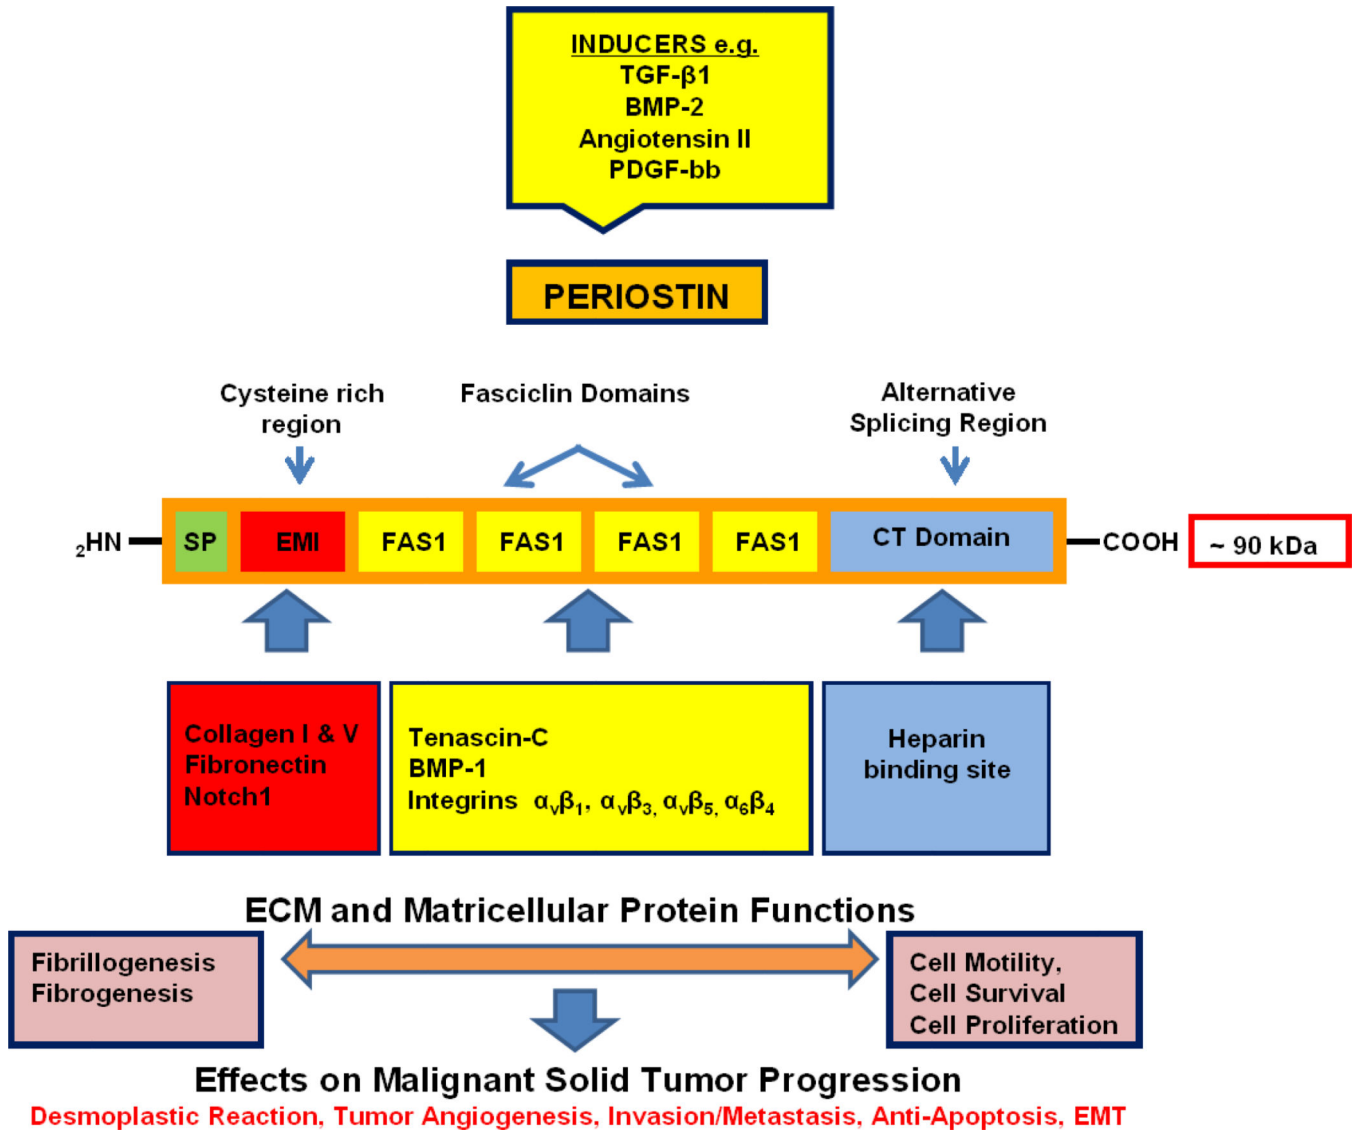 INDUCERS e.g.
TGF-β1
BMP-2
Angiotensin II
PDGF-bb
PERIOSTIN
Cysteine rich
region
Fasciclin Domains
Alternative
Splicing Region
₂HN
SP
EMI
FAS1
FAS1
FAS1
FAS1
CT Domain
COOH
~ 90 kDa
Collagen I & V
Fibronectin
Notch1
Tenascin-C
BMP-1
Integrins αᵥβ₁, αᵥβ₃, αᵥβ₅, α₆β₄
Heparin
binding site
ECM and Matricellular Protein Functions
Fibrillogenesis
Fibrogenesis
Cell Motility,
Cell Survival
Cell Proliferation
Effects on Malignant Solid Tumor Progression
Desmoplastic Reaction, Tumor Angiogenesis, Invasion/Metastasis, Anti-Apoptosis, EMT